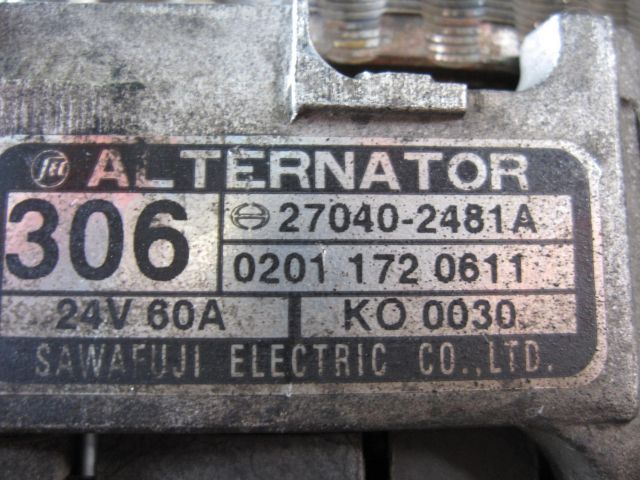 ALTERNATOR
306
27040-2481A
0201 172 0611
24V 60A
KO 0030
SAWAFUJI ELECTRIC CO.,LTD.